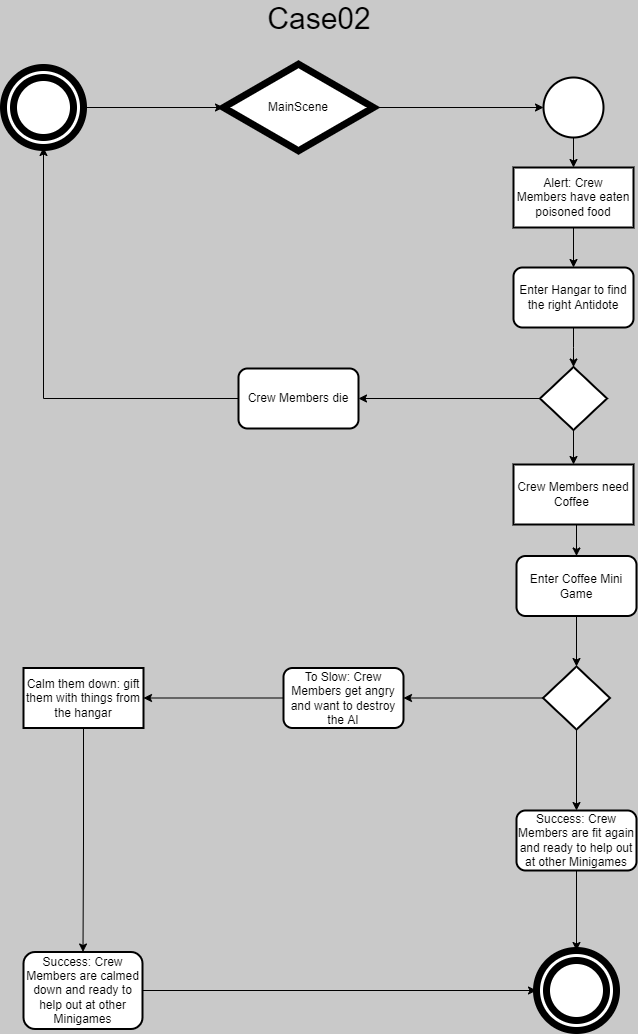 Case02
MainScene
Alert: Crew
Members have eaten
poisoned food
Enter Hangar to find
the right Antidote
Crew Members die
Crew Members need
Coffee
Enter Coffee Mini
Game
Calm them down: gift
them with things from
the hangar
To Slow: Crew
Members get angry
and want to destroy
the AI
Success: Crew
Members are fit again
and ready to help out
at other Minigames
Success: Crew
Members are calmed
down and ready to
help out at other
Minigames